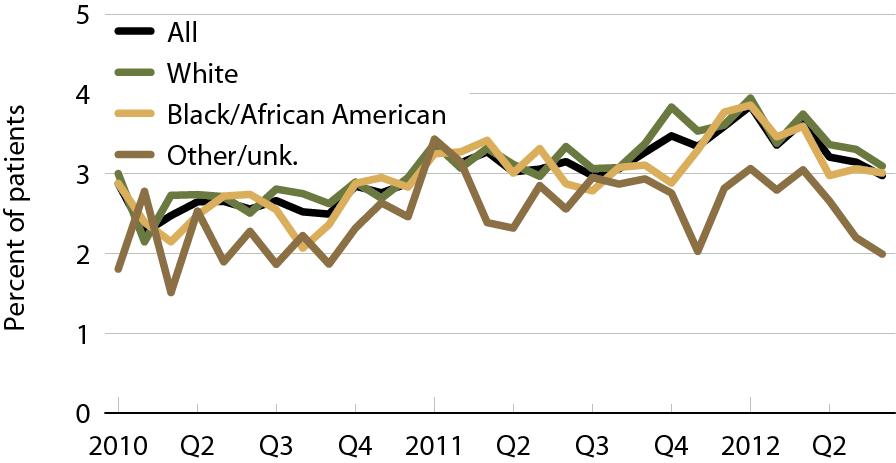 5
All
White
4
Black/African American
Other/unk.
3
2
1
0
Percent of patients
2010 Q2 Q3 Q4 2011 Q2 Q3 Q4 2012 Q2